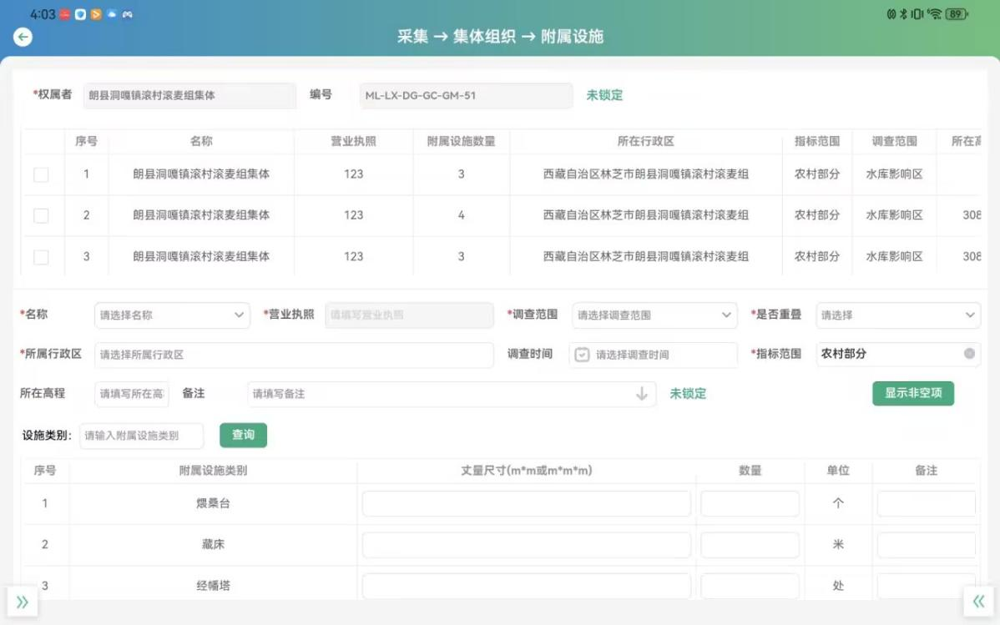 4:03 89
采集 → 集体组织 → 附属设施
*权属者 朗县洞嘎镇滚村滚麦组集体 编号 ML-LX-DG-GC-GM-51 未锁定
序号 名称 营业执照 附属设施数量 所在行政区 指标范围 调查范围 所在高
1 朗县洞嘎镇滚村滚麦组集体 123 3 西藏自治区林芝市朗县洞嘎镇滚村滚麦组 农村部分 水库影响区
2 朗县洞嘎镇滚村滚麦组集体 123 4 西藏自治区林芝市朗县洞嘎镇滚村滚麦组 农村部分 水库影响区 308
3 朗县洞嘎镇滚村滚麦组集体 123 3 西藏自治区林芝市朗县洞嘎镇滚村滚麦组 农村部分 水库影响区 308
*名称 请选择名称 *营业执照 请填写营业执照 *调查范围 请选择调查范围 *是否重叠 请选择
*所属行政区 请选择所属行政区 调查时间 请选择调查时间 *指标范围 农村部分
所在高程 请填写所在高 备注 请填写备注 未锁定 显示非空项
设施类别: 请输入附属设施类别 查询
序号 附属设施类别 丈量尺寸(m*m或m*m*m) 数量 单位 备注
1 煨桑台 个
2 藏床 米
3 经幡塔 处